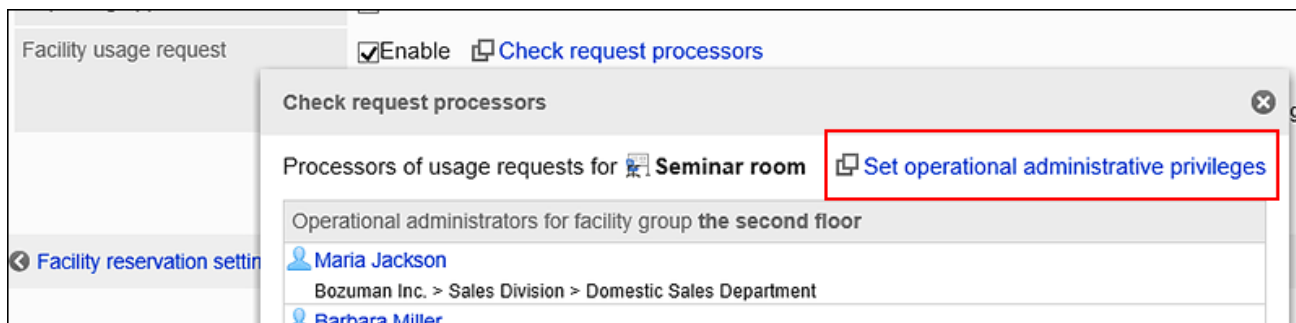 Facility usage request
Enable Check request processors
Check request processors
Processors of usage requests for Seminar room Set operational administrative privileges
Operational administrators for facility group the second floor
Facility reservation settin
Maria Jackson
Bozuman Inc. > Sales Division > Domestic Sales Department
Barbara Miller